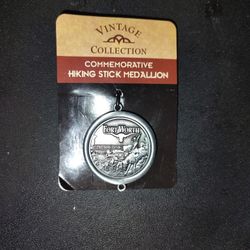 VINTAGE
COLLECTION
COMMEMORATIVE
HIKING STICK MEDALLION
FORT WORTH